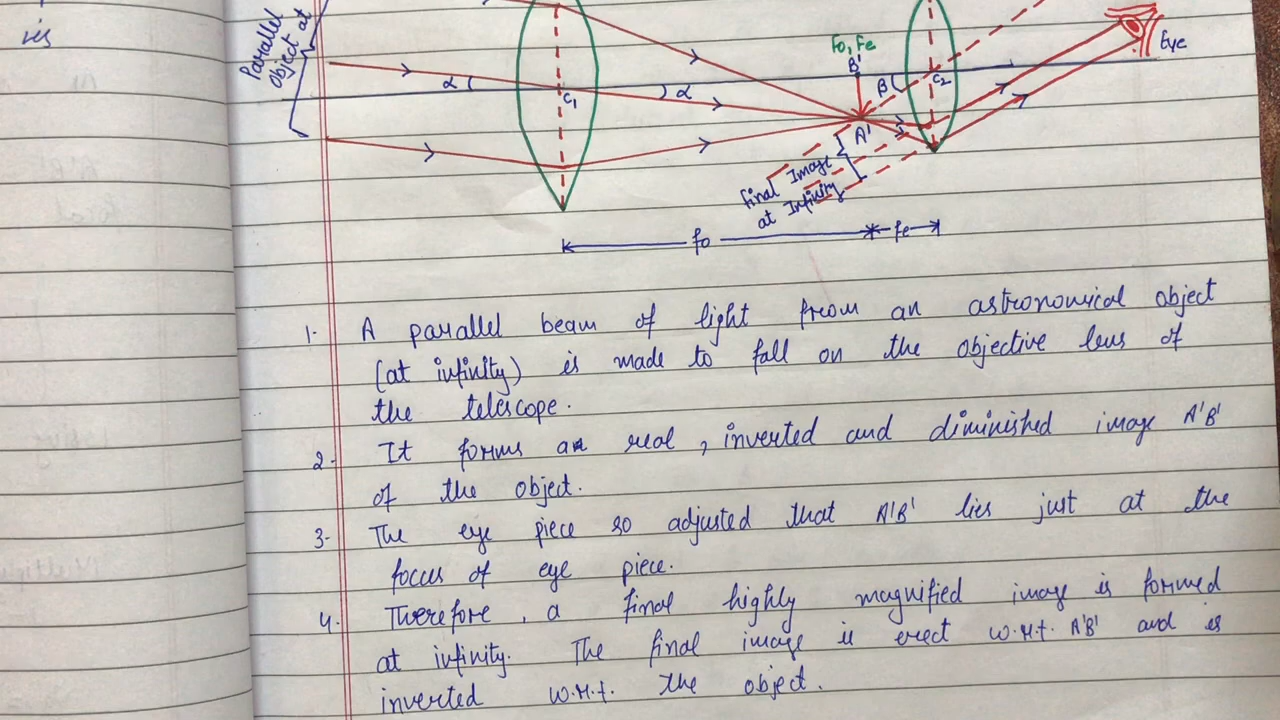 ies
Parallel
Object at
Fo, Fe
B'
Eye
α
α
β
C1
C2
A'
final Image
at Infinity
fo
fe
1. A parallel beam of light from an astronomical object
(at infinity) is made to fall on the objective lens of
the telescope.
2. It forms a real, inverted and diminished image A'B'
of the object.
3. The eye piece so adjusted that A'B' lies just at the
focus of eye piece.
4. Therefore, a final highly magnified image is formed
at infinity. The final image is erect w.r.t. A'B' and is
inverted w.r.t. the object.